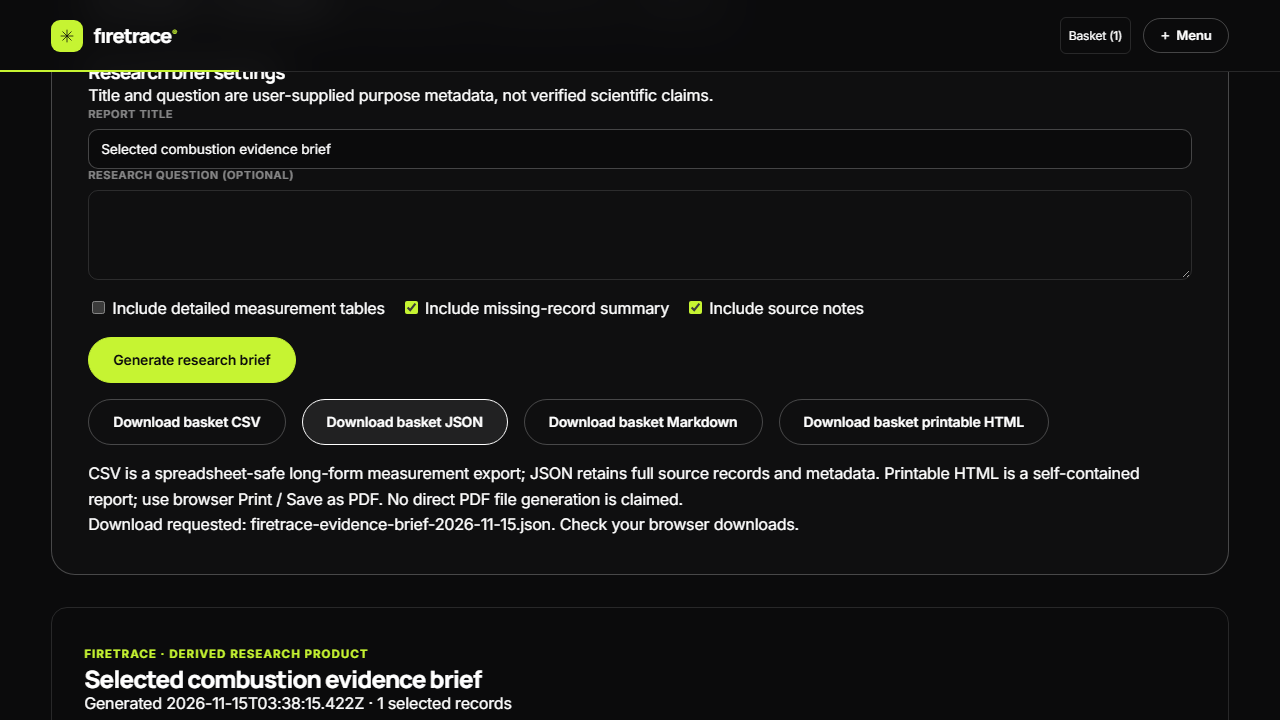 firetrace
Basket (1)
+ Menu
Research brief settings
Title and question are user-supplied purpose metadata, not verified scientific claims.
REPORT TITLE
Selected combustion evidence brief
RESEARCH QUESTION (OPTIONAL)
Include detailed measurement tables
Include missing-record summary
Include source notes
Generate research brief
Download basket CSV
Download basket JSON
Download basket Markdown
Download basket printable HTML
CSV is a spreadsheet-safe long-form measurement export; JSON retains full source records and metadata. Printable HTML is a self-contained
report; use browser Print / Save as PDF. No direct PDF file generation is claimed.
Download requested: firetrace-evidence-brief-2026-11-15.json. Check your browser downloads.
FIRETRACE · DERIVED RESEARCH PRODUCT
Selected combustion evidence brief
Generated 2026-11-15T03:38:15.422Z · 1 selected records